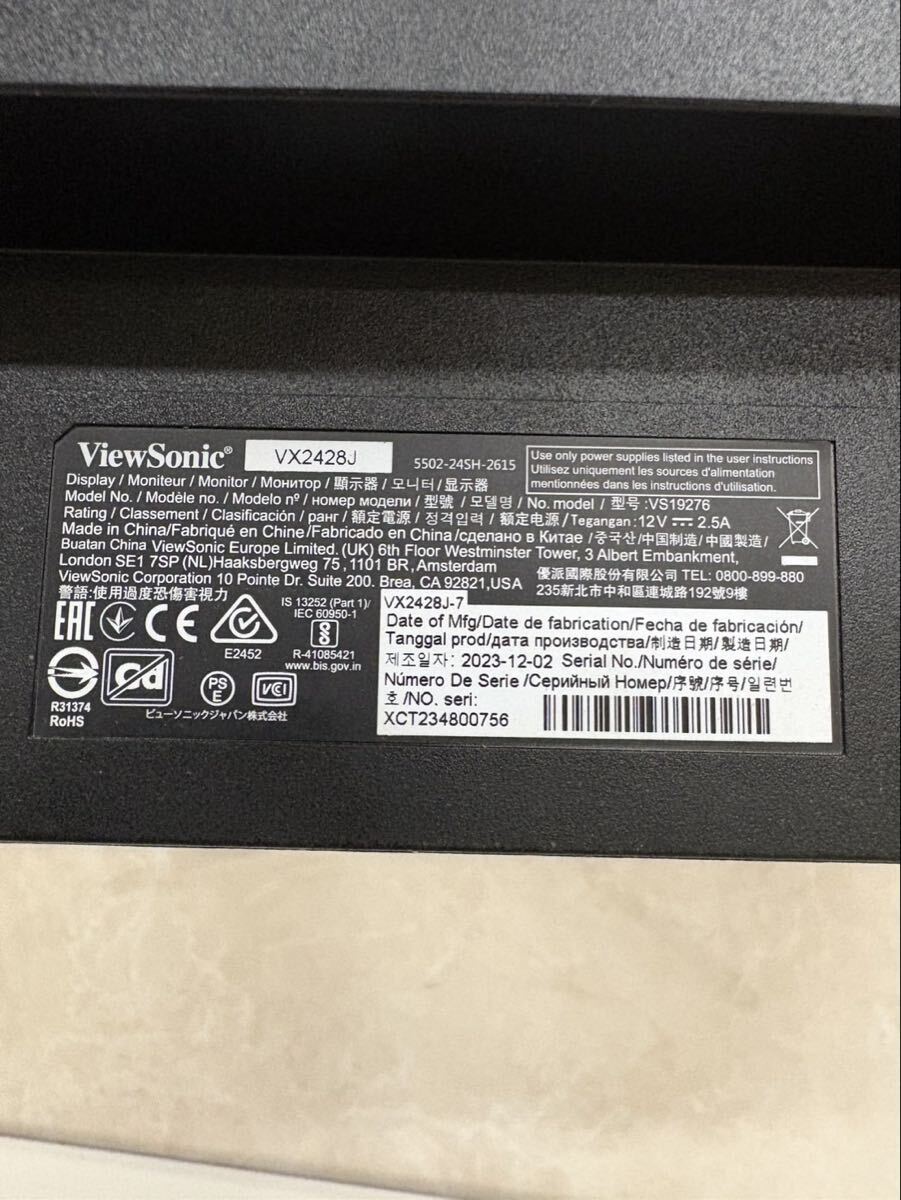 ViewSonic® VX2428J 5502-24SH-2615
Use only power supplies listed in the user instructions
Utilisez uniquement les sources d'alimentation
mentionnées dans les instructions d'utilisation.
Display / Moniteur / Monitor / Монитор / 顯示器 / 모니터 / 显示器
Model No. / Modèle no. / Modelo nº / номер модели / 型號 / 모델명 / No. model / 型号 :VS19276
Rating / Classement / Clasificación / ранг / 額定電源 / 정격입력 / 额定电源 / Tegangan : 12V ⎓ 2.5A
Made in China/Fabriqué en Chine/Fabricado en China/сделано в Китае /중국산/中国制造/中國製造/
Buatan China ViewSonic Europe Limited. (UK) 6th Floor Westminster Tower, 3 Albert Embankment,
London SE1 7SP (NL)Haaksbergweg 75 ,1101 BR, Amsterdam
ViewSonic Corporation 10 Pointe Dr. Suite 200. Brea, CA 92821,USA
優派國際股份有限公司 TEL: 0800-899-880
235新北市中和區連城路192號9樓
警語:使用過度恐傷害視力
EAC CE
E2452
IS 13252 (Part 1)/
IEC 60950-1
R-41085421
www.bis.gov.in
R31374
RoHS
Cd
PS
E
VCCI
ビューソニックジャパン株式会社
VX2428J-7
Date of Mfg/Date de fabrication/Fecha de fabricación/
Tanggal prod/дата производства/制造日期/製造日期/
제조일자: 2023-12-02 Serial No./Numéro de série/
Número De Serie /Серийный Номер/序號/序号/일련번
호 /NO. seri:
XCT234800756